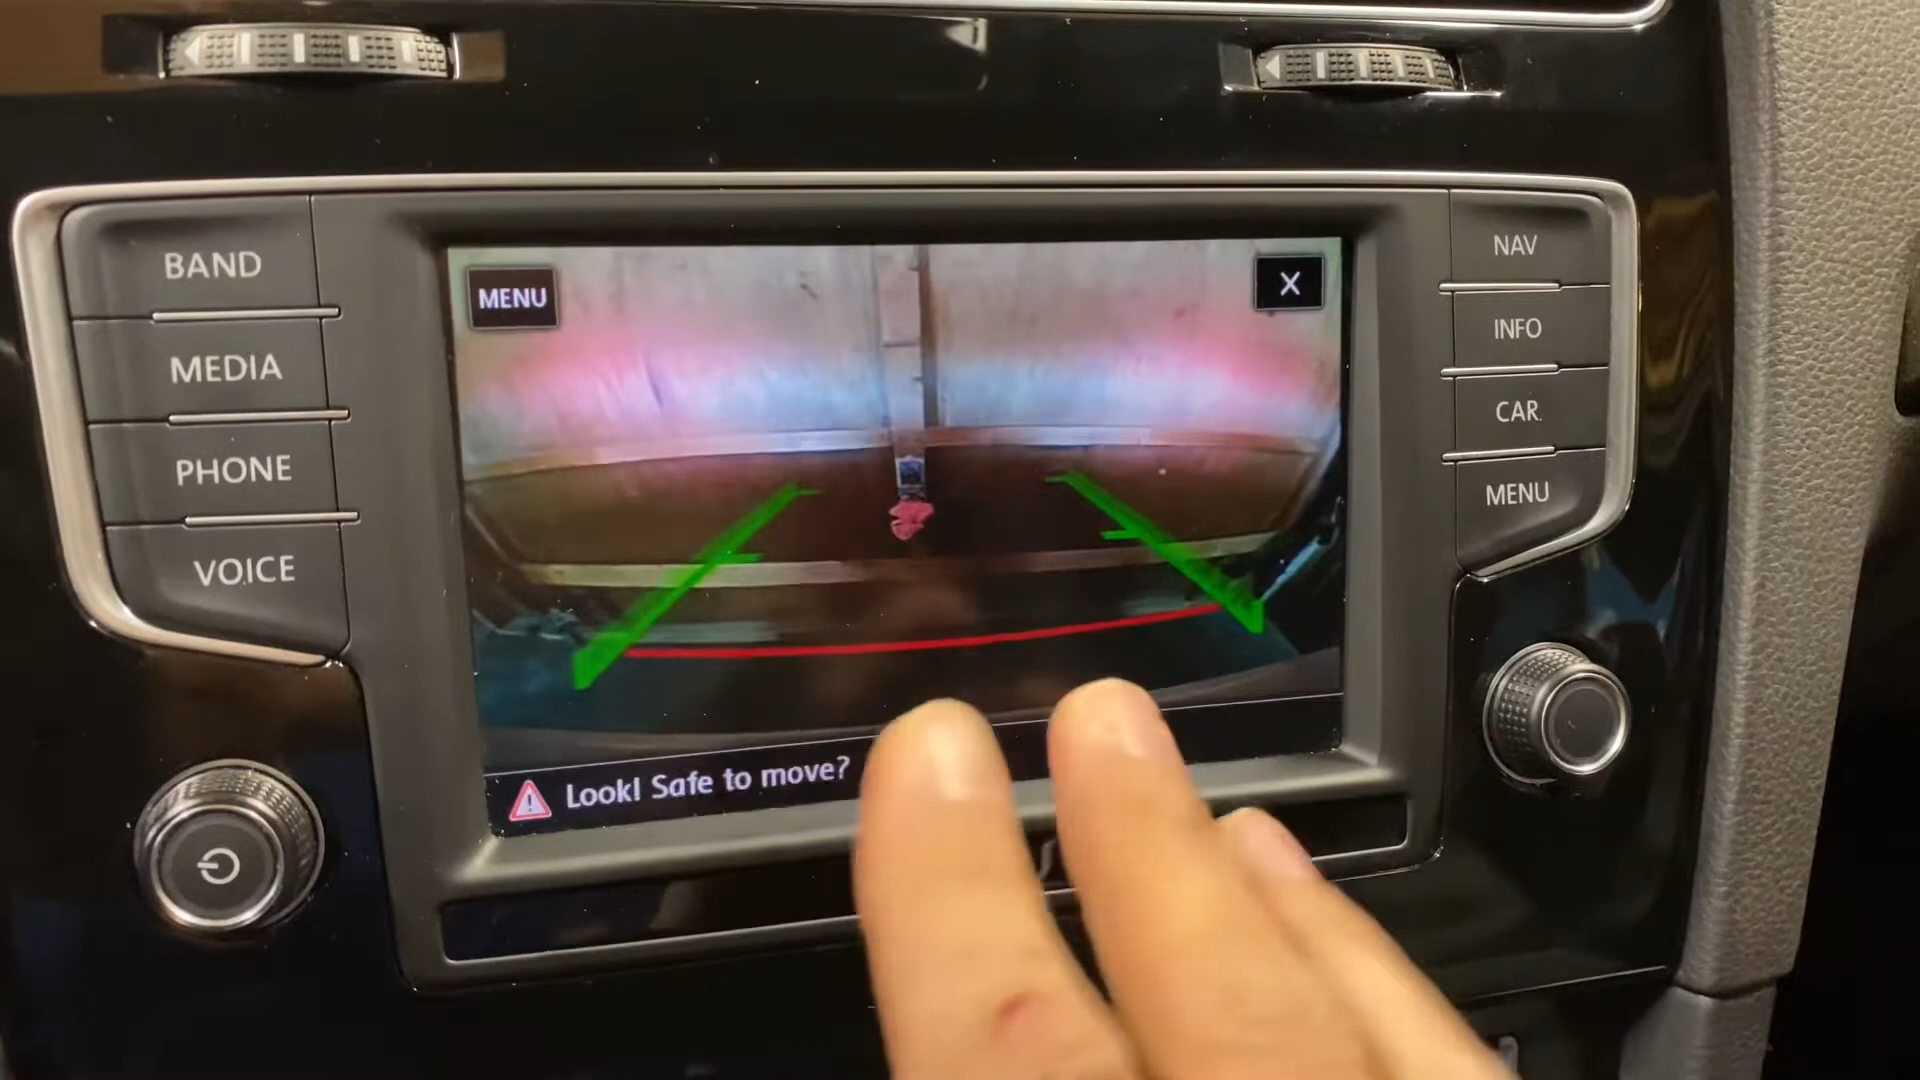 BAND
MEDIA
PHONE
VOICE
MENU
X
Look! Safe to move?
NAV
INFO
CAR
MENU